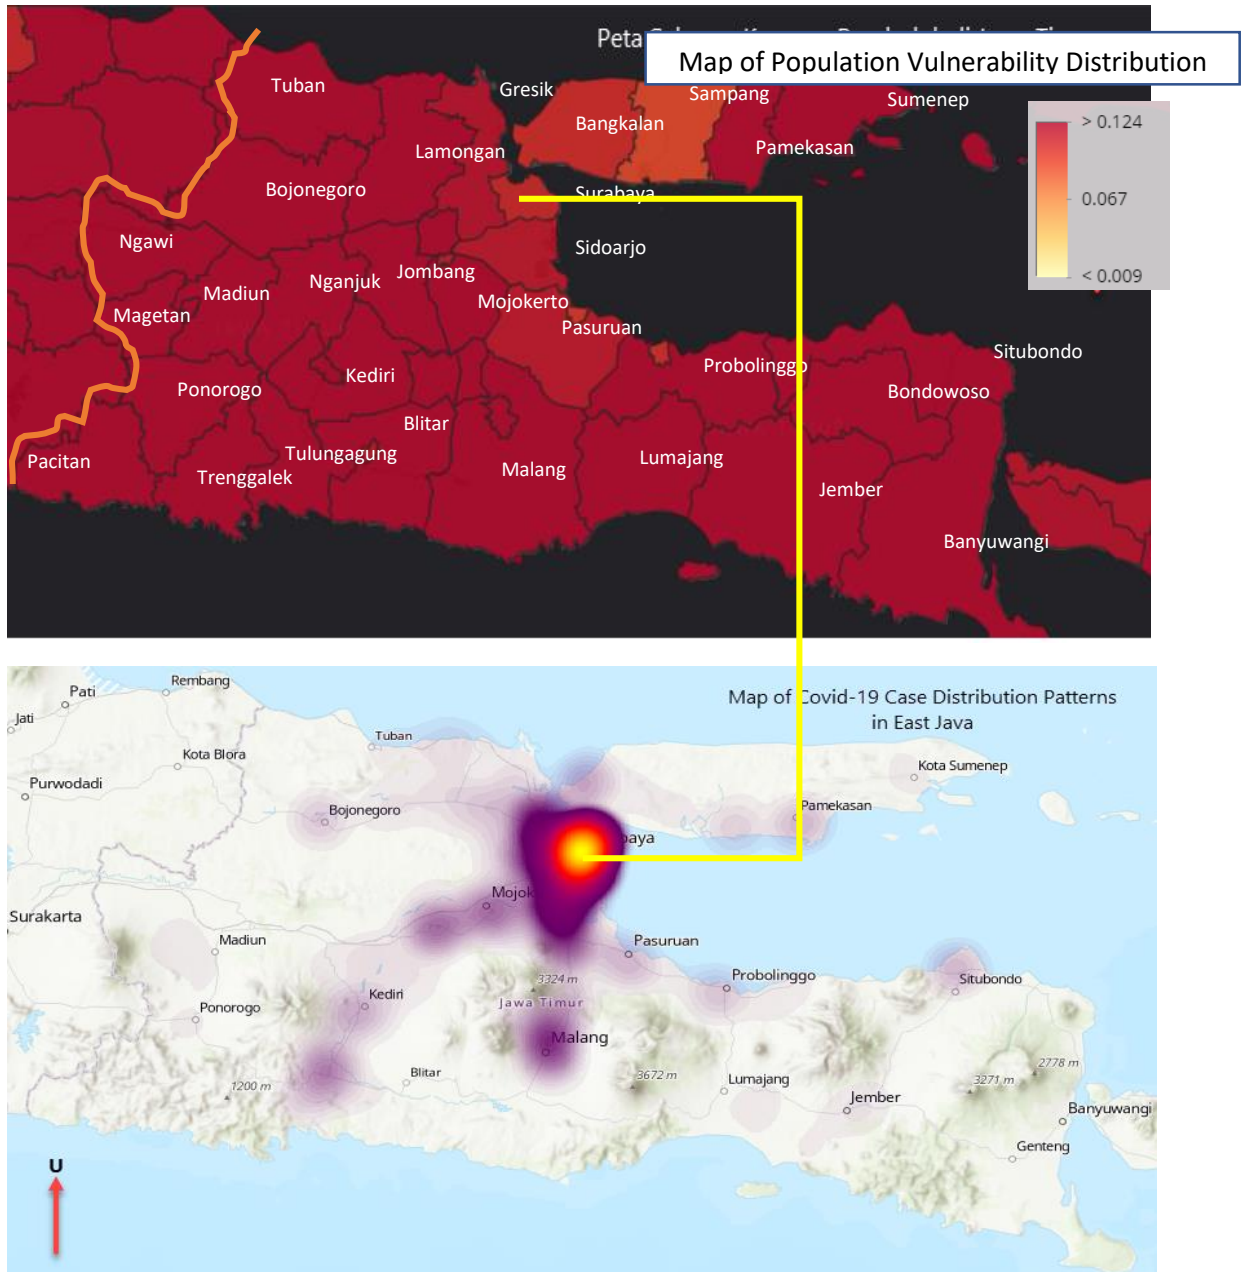 Peta
Map of Population Vulnerability Distribution
Tuban
Gresik
Sampang
Sumenep
> 0.124
Bangkalan
Lamongan
Pamekasan
Bojonegoro
Surabaya
0.067
Ngawi
Sidoarjo
Jombang
Nganjuk
Madiun
< 0.009
Mojokerto
Magetan
Pasuruan
Situbondo
Probolinggo
Kediri
Ponorogo
Bondowoso
Blitar
Tulungagung
Pacitan
Trenggalek
Malang
Lumajang
Jember
Banyuwangi
Map of Covid-19 Case Distribution Patterns
in East Java
Rembang
Pati
Jati
Tuban
Kota Blora
Kota Sumenep
Purwodadi
Bojonegoro
Pamekasan
baya
Mojok
Surakarta
Madiun
Pasuruan
3324 m
Probolinggo
Situbondo
Kediri
Jawa Timur
Ponorogo
Malang
2778 m
Blitar
3672 m
Lumajang
3271 m
1200 m
Jember
Banyuwangi
Genteng
U